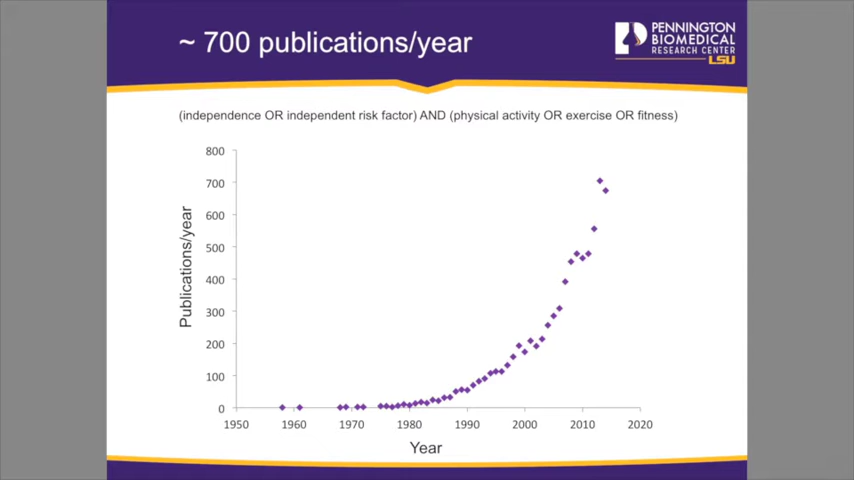 ~ 700 publications/year
PENNINGTON
BIOMEDICAL
RESEARCH CENTER
LSU
(independence OR independent risk factor) AND (physical activity OR exercise OR fitness)
Publications/year
800
700
600
500
400
300
200
100
0
1950 1960 1970 1980 1990 2000 2010 2020
Year